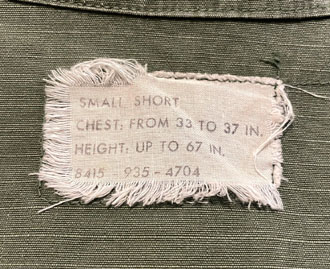 SMALL SHORT
CHEST: FROM 33 TO 37 IN.
HEIGHT: UP TO 67 IN.
8415 - 935 - 4704